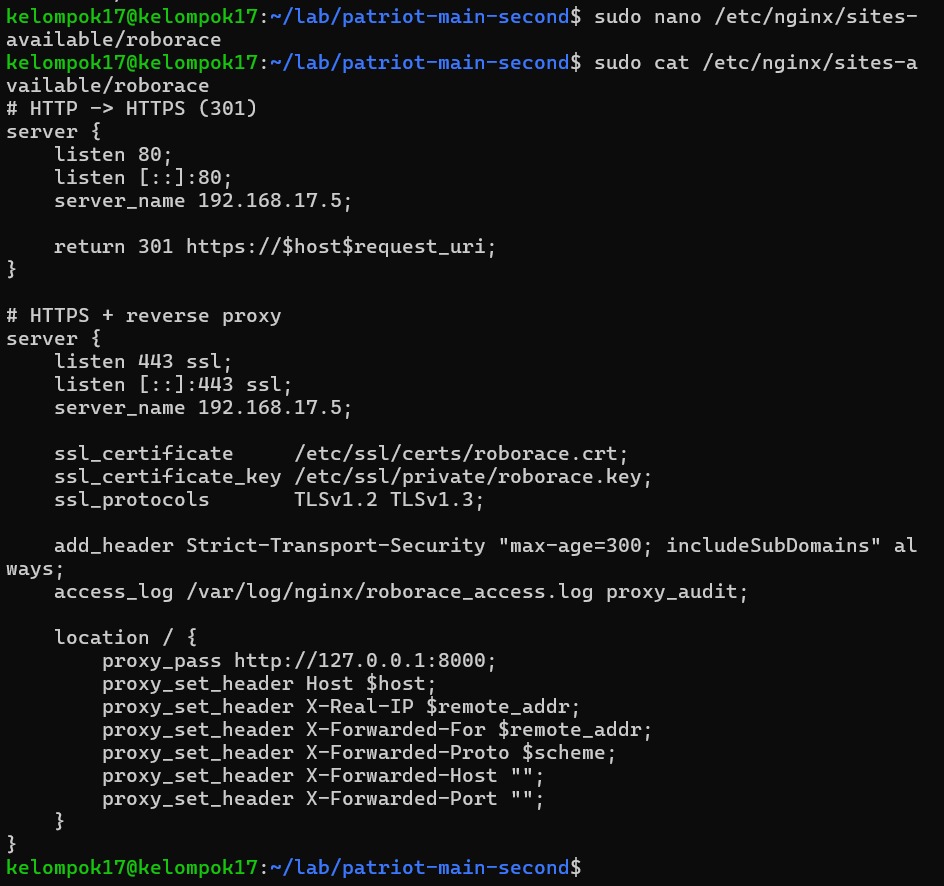 kelompok17@kelompok17:~/lab/patriot-main-second$ sudo nano /etc/nginx/sites-
available/roborace
kelompok17@kelompok17:~/lab/patriot-main-second$ sudo cat /etc/nginx/sites-a
vailable/roborace
# HTTP -> HTTPS (301)
server {
    listen 80;
    listen [::]:80;
    server_name 192.168.17.5;

    return 301 https://$host$request_uri;
}

# HTTPS + reverse proxy
server {
    listen 443 ssl;
    listen [::]:443 ssl;
    server_name 192.168.17.5;

    ssl_certificate     /etc/ssl/certs/roborace.crt;
    ssl_certificate_key /etc/ssl/private/roborace.key;
    ssl_protocols       TLSv1.2 TLSv1.3;

    add_header Strict-Transport-Security "max-age=300; includeSubDomains" al
ways;
    access_log /var/log/nginx/roborace_access.log proxy_audit;

    location / {
        proxy_pass http://127.0.0.1:8000;
        proxy_set_header Host $host;
        proxy_set_header X-Real-IP $remote_addr;
        proxy_set_header X-Forwarded-For $remote_addr;
        proxy_set_header X-Forwarded-Proto $scheme;
        proxy_set_header X-Forwarded-Host "";
        proxy_set_header X-Forwarded-Port "";
    }
}
kelompok17@kelompok17:~/lab/patriot-main-second$